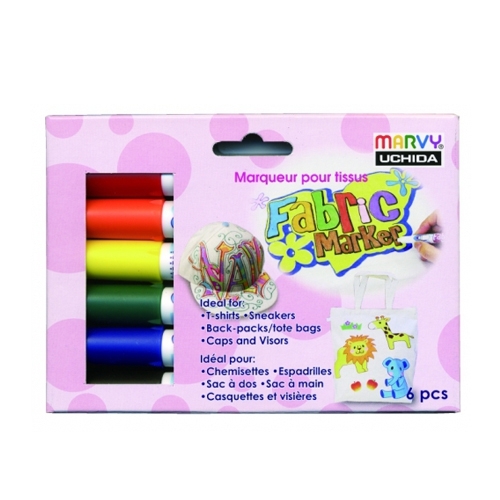 MARVY®
UCHIDA
Marqueur pour tissus
Fabric
Marker
Ideal for:
•T-shirts •Sneakers
•Back-packs/tote bags
•Caps and Visors
Idéal pour:
•Chemisettes •Espadrilles
•Sac à dos •Sac à main
•Casquettes et visières
6 pcs